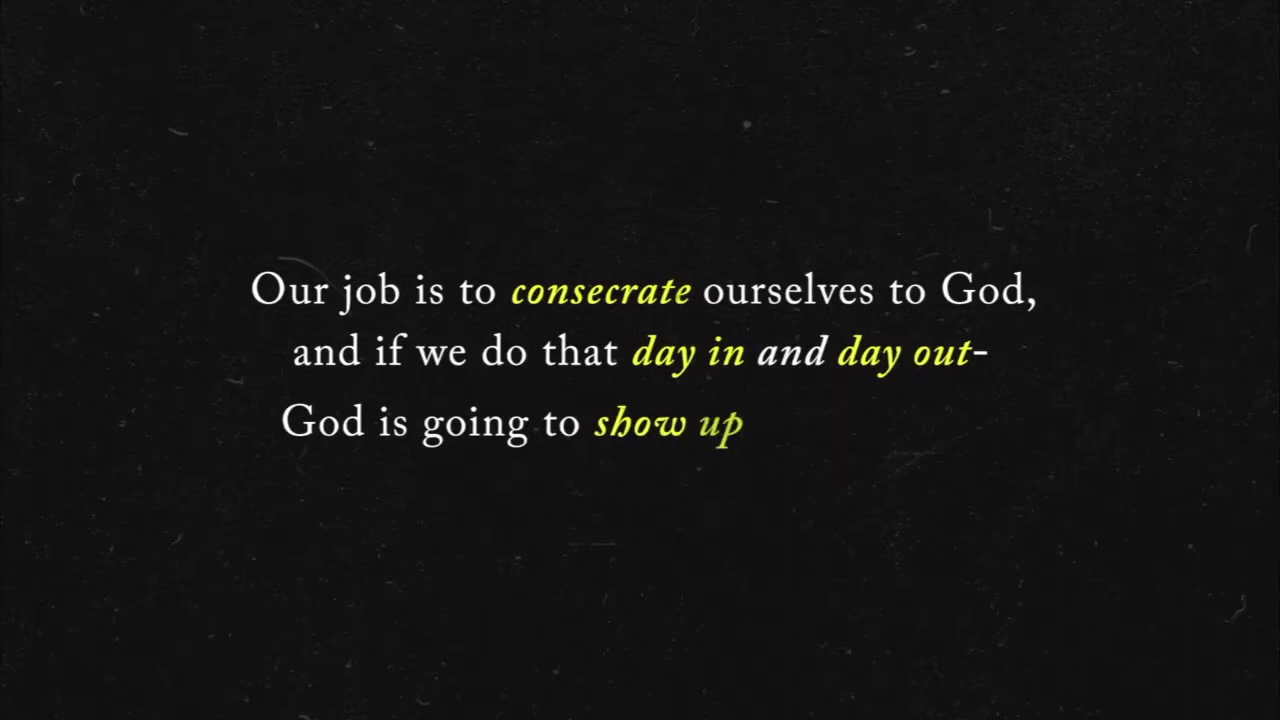 Our job is to consecrate ourselves to God,
and if we do that day in and day out-
God is going to show up